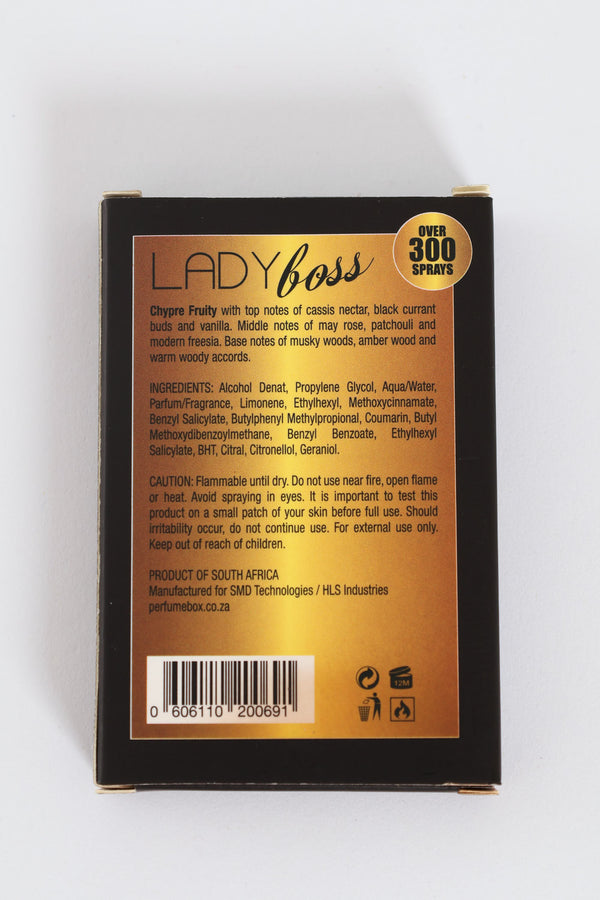 OVER
300
SPRAYS
LADY boss
Chypre Fruity with top notes of cassis nectar, black currant
buds and vanilla. Middle notes of may rose, patchouli and
modern freesia. Base notes of musky woods, amber wood and
warm woody accords.
INGREDIENTS: Alcohol Denat, Propylene Glycol, Aqua/Water,
Parfum/Fragrance, Limonene, Ethylhexyl, Methoxycinnamate,
Benzyl Salicylate, Butylphenyl Methylpropional, Coumarin, Butyl
Methoxydibenzoylmethane, Benzyl Benzoate, Ethylhexyl
Salicylate, BHT, Citral, Citronellol, Geraniol.
CAUTION: Flammable until dry. Do not use near fire, open flame
or heat. Avoid spraying in eyes. It is important to test this
product on a small patch of your skin before full use. Should
irritability occur, do not continue use. For external use only.
Keep out of reach of children.
PRODUCT OF SOUTH AFRICA
Manufactured for SMD Technologies / HLS Industries
perfumebox.co.za
12M
0 606110 200691